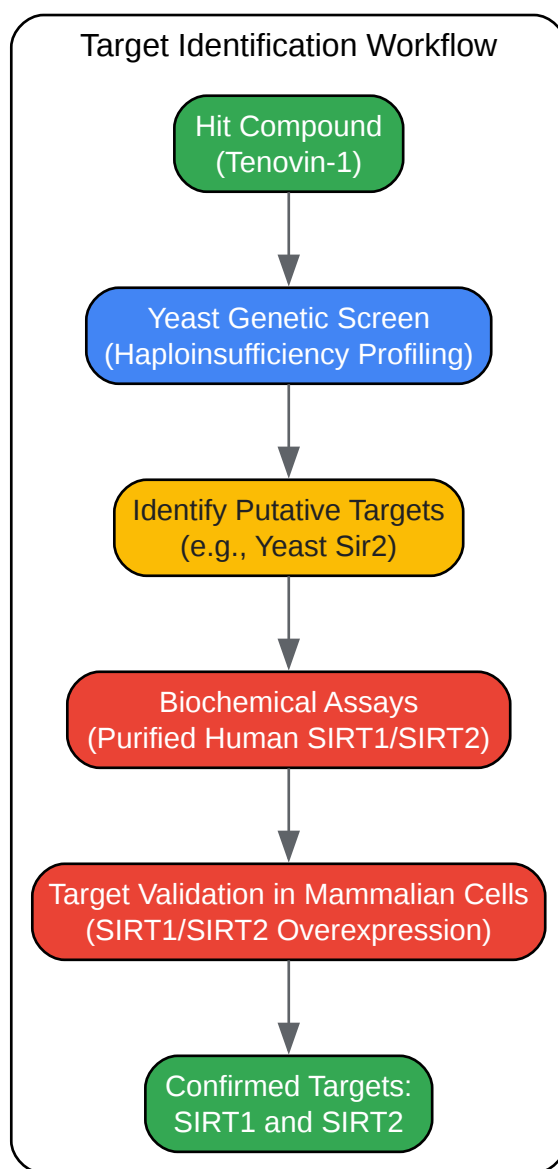 Target Identification Workflow
Hit Compound
(Tenovin-1)
Yeast Genetic Screen
(Haploinsufficiency Profiling)
Identify Putative Targets
(e.g., Yeast Sir2)
Biochemical Assays
(Purified Human SIRT1/SIRT2)
Target Validation in Mammalian Cells
(SIRT1/SIRT2 Overexpression)
Confirmed Targets:
SIRT1 and SIRT2